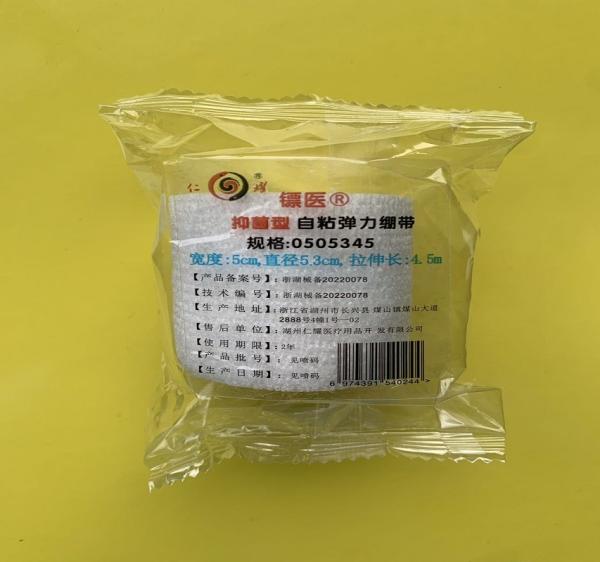 仁 耀
镖医®
抑菌型 自粘弹力绷带
规格:0505345
宽度:5cm,直径5.3cm,拉伸长:4.5m
【产品备案号】:浙湖械备20220078
【技术编号】:浙湖械备20220078
【生产地址】:浙江省湖州市长兴县煤山镇煤山大道
2888号4幢1号—02
【售后单位】:湖州仁耀医疗用品开 发有限公司
【使用期限】:2年
【产品批号】:见喷码
【生产日期】:见喷码
6 974391 540244 >